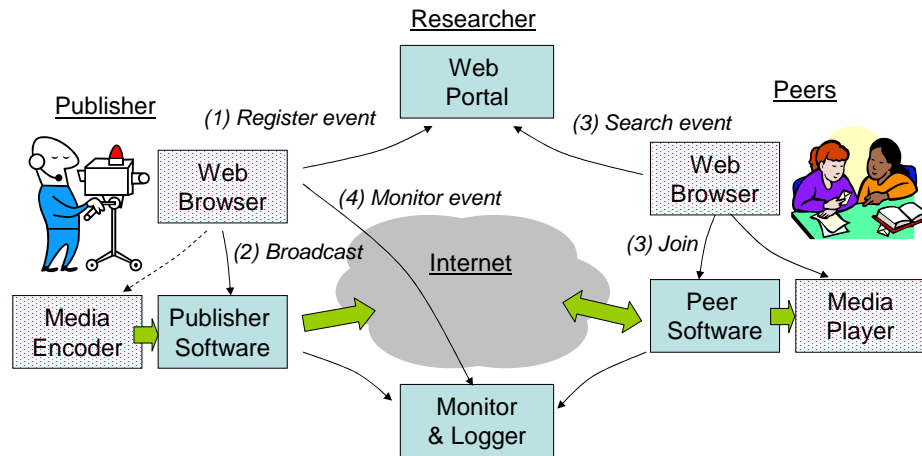 Researcher
Web
Portal
Publisher
Peers
(1) Register event
(3) Search event
Web
Browser
Web
Browser
(4) Monitor event
(2) Broadcast
Internet
(3) Join
Media
Encoder
Publisher
Software
Peer
Software
Media
Player
Monitor
& Logger